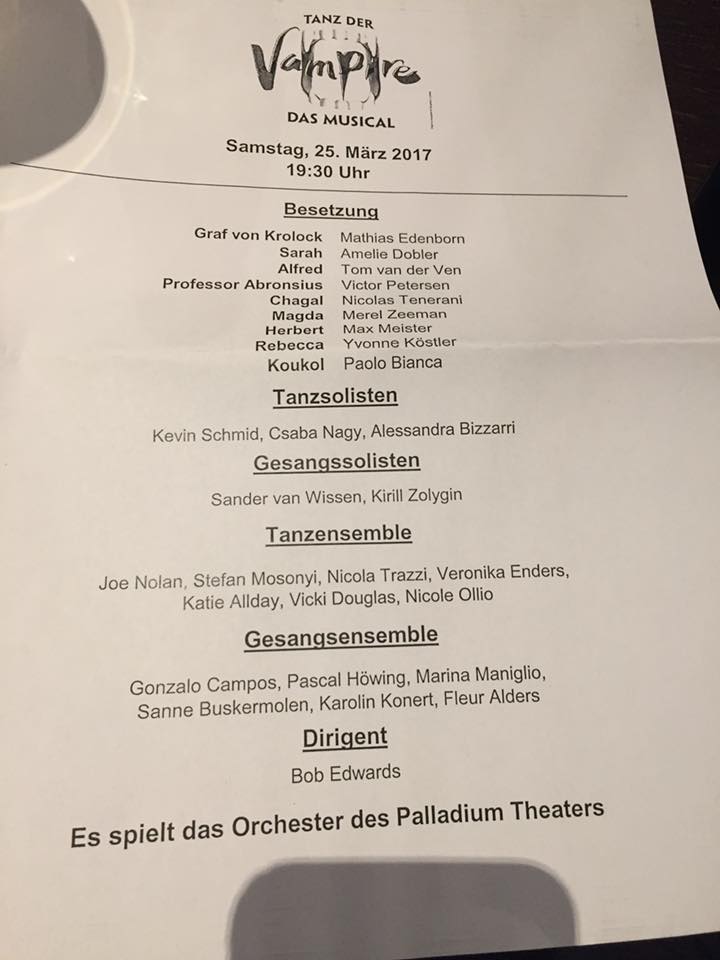 TANZ DER
Vampire
DAS MUSICAL
Samstag, 25. März 2017
19:30 Uhr
Besetzung
Graf von Krolock Mathias Edenborn
Sarah Amelie Dobler
Alfred Tom van der Ven
Professor Abronsius Victor Petersen
Chagal Nicolas Tenerani
Magda Merel Zeeman
Herbert Max Meister
Rebecca Yvonne Köstler
Koukol Paolo Bianca
Tanzsolisten
Kevin Schmid, Csaba Nagy, Alessandra Bizzarri
Gesangssolisten
Sander van Wissen, Kirill Zolygin
Tanzensemble
Joe Nolan, Stefan Mosonyi, Nicola Trazzi, Veronika Enders,
Katie Allday, Vicki Douglas, Nicole Ollio
Gesangsensemble
Gonzalo Campos, Pascal Höwing, Marina Maniglio,
Sanne Buskermolen, Karolin Konert, Fleur Alders
Dirigent
Bob Edwards
Es spielt das Orchester des Palladium Theaters